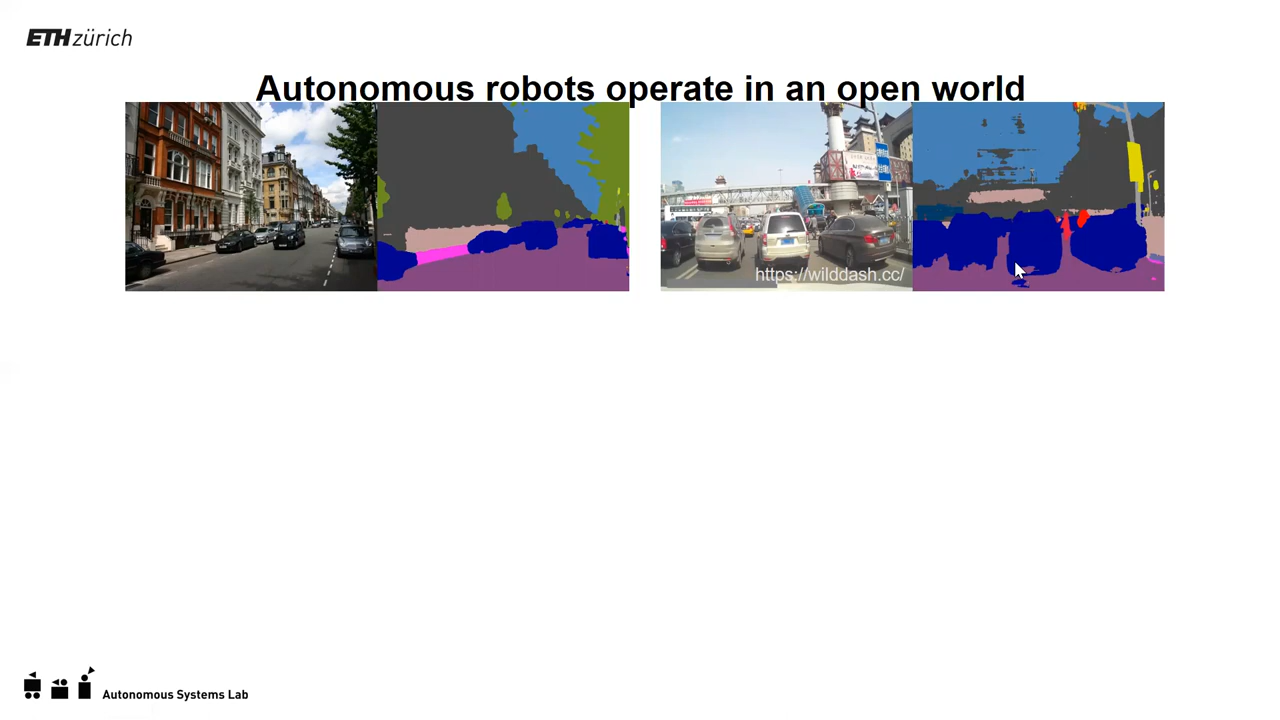 ETH zürich
Autonomous robots operate in an open world
https://wilddash.cc/
Autonomous Systems Lab